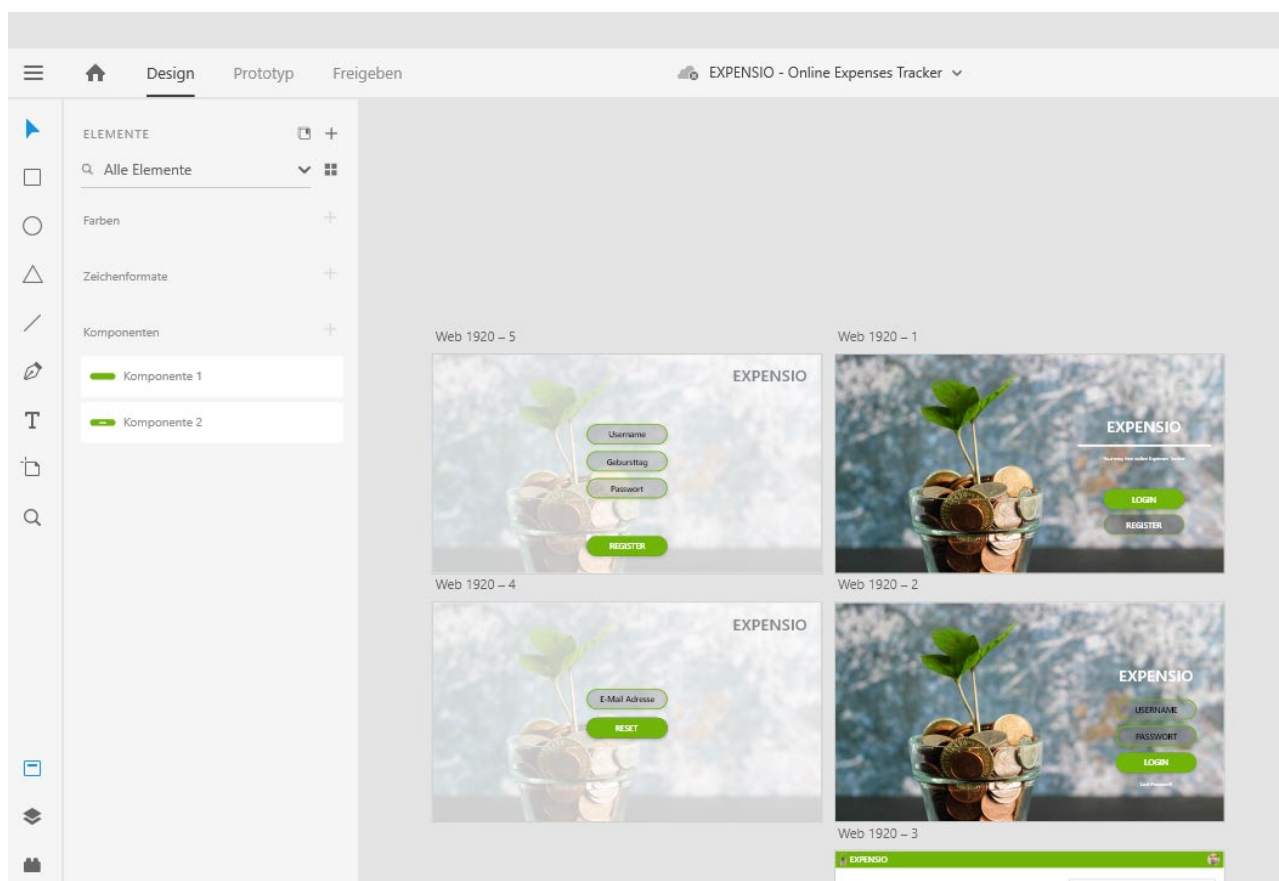 Design Prototyp Freigeben EXPENSIO - Online Expenses Tracker
ELEMENTE
Alle Elemente
Farben
Zeichenformate
Komponenten
Komponente 1
Komponente 2
Web 1920 – 5
EXPENSIO
Username
Geburtstag
Passwort
REGISTER
Web 1920 – 1
EXPENSIO
LOGIN
REGISTER
Web 1920 – 4
EXPENSIO
E-Mail Adresse
RESET
Web 1920 – 2
EXPENSIO
USERNAME
PASSWORT
LOGIN
Web 1920 – 3
EXPENSIO